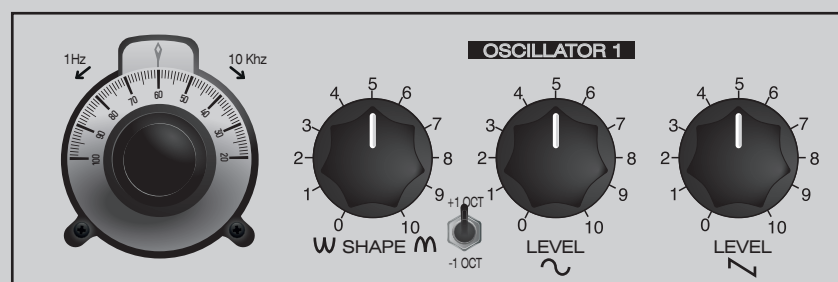 OSCILLATOR 1
1Hz
10 Khz
100 90 80 70 60 50 40 30 20
0 1 2 3 4 5 6 7 8 9 10
SHAPE
+1 OCT
-1 OCT
0 1 2 3 4 5 6 7 8 9 10
LEVEL
0 1 2 3 4 5 6 7 8 9 10
LEVEL